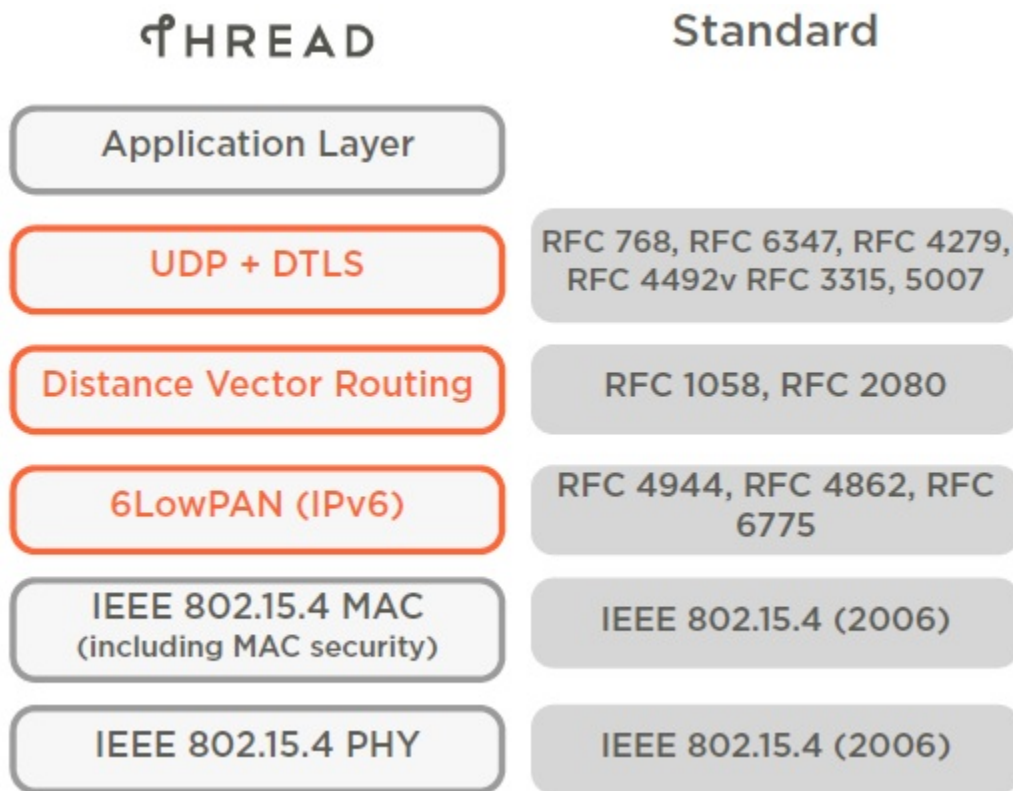 THREAD
Standard
Application Layer
UDP + DTLS
RFC 768, RFC 6347, RFC 4279,
RFC 4492v RFC 3315, 5007
Distance Vector Routing
RFC 1058, RFC 2080
6LowPAN (IPv6)
RFC 4944, RFC 4862, RFC
6775
IEEE 802.15.4 MAC
(including MAC security)
IEEE 802.15.4 (2006)
IEEE 802.15.4 PHY
IEEE 802.15.4 (2006)